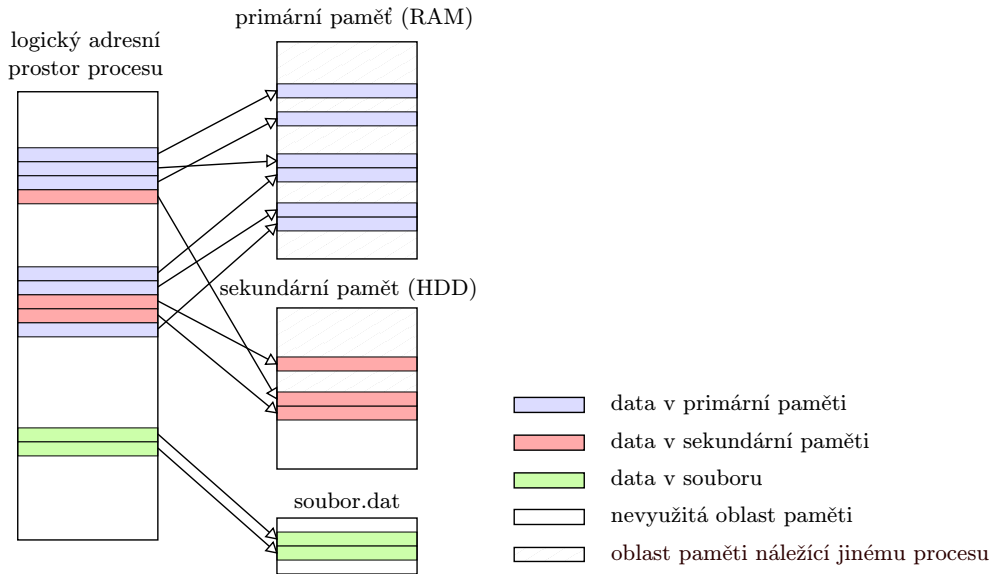 primární paměť (RAM)
logický adresní
prostor procesu
sekundární pamět (HDD)
soubor.dat
data v primární paměti
data v sekundární paměti
data v souboru
nevyužitá oblast paměti
oblast paměti náležící jinému procesu